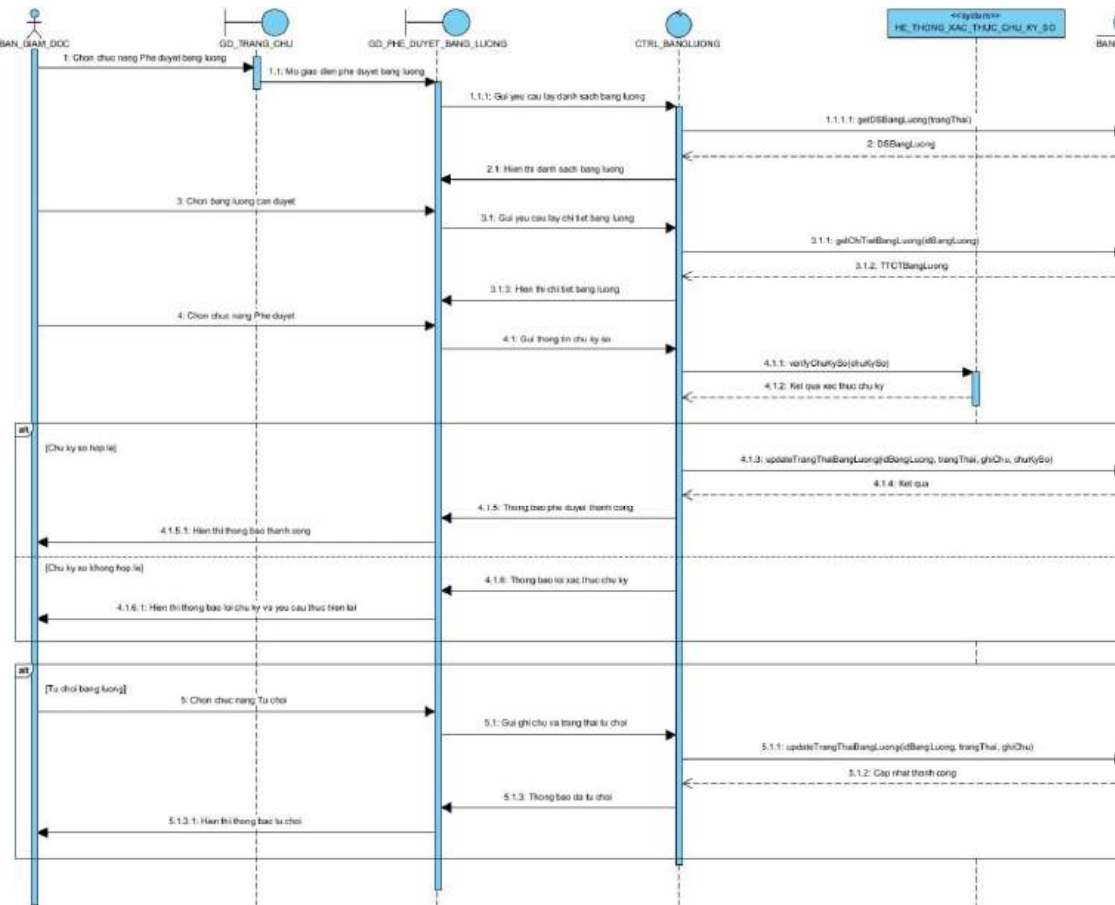 <<system>>
HE_THONG_XAC_THUC_CHU_KY_SO
BAN_GIAM_DOC
GD_TRANG_CHU
GD_PHE_DUYET_BANG_LUONG
CTRL_BANGLUONG
BANG
1: Chon chuc nang Phe duyet bang luong
1.1: Mo giao dien phe duyet bang luong
1.1.1: Gui yeu cau lay danh sach bang luong
1.1.1.1: getDSBangLuong(trangThai)
2: DSBangLuong
2.1: Hien thi danh sach bang luong
3: Chon bang luong can duyet
3.1: Gui yeu cau lay chi tiet bang luong
3.1.1: getChiTietBangLuong(idBangLuong)
3.1.2: TTCTBangLuong
3.1.3: Hien thi chi tiet bang luong
4: Chon chuc nang Phe duyet
4.1: Gui thong tin chu ky so
4.1.1: verifyChuKySo(chuKySo)
4.1.2: Ket qua xac thuc chu ky
alt
[Chu ky so hop le]
4.1.3: updateTrangThaiBangLuong(idBangLuong, trangThai, ghiChu, chuKySo)
4.1.4: Ket qua
4.1.5: Thong bao phe duyet thanh cong
4.1.5.1: Hien thi thong bao thanh cong
[Chu ky so khong hop le]
4.1.6: Thong bao loi xac thuc chu ky
4.1.6.1: Hien thi thong bao loi chu ky va yeu cau thuc hien lai
alt
[Tu choi bang luong]
5: Chon chuc nang Tu choi
5.1: Gui ghi chu va trang thai tu choi
5.1.1: updateTrangThaiBangLuong(idBangLuong, trangThai, ghiChu)
5.1.2: Cap nhat thanh cong
5.1.3: Thong bao da tu choi
5.1.3.1: Hien thi thong bao tu choi